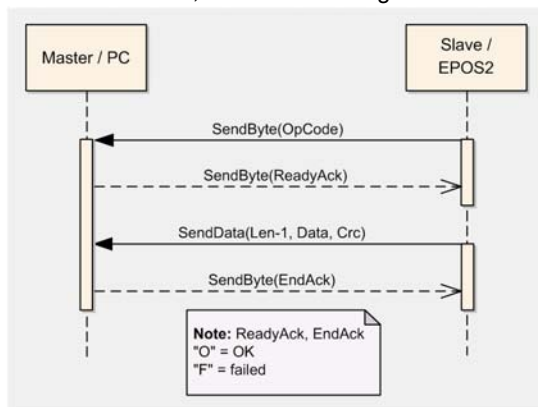 Master / PC
Slave /
EPOS2
SendByte(OpCode)
SendByte(ReadyAck)
SendData(Len-1, Data, Crc)
SendByte(EndAck)
Note: ReadyAck, EndAck
"O" = OK
"F" = failed